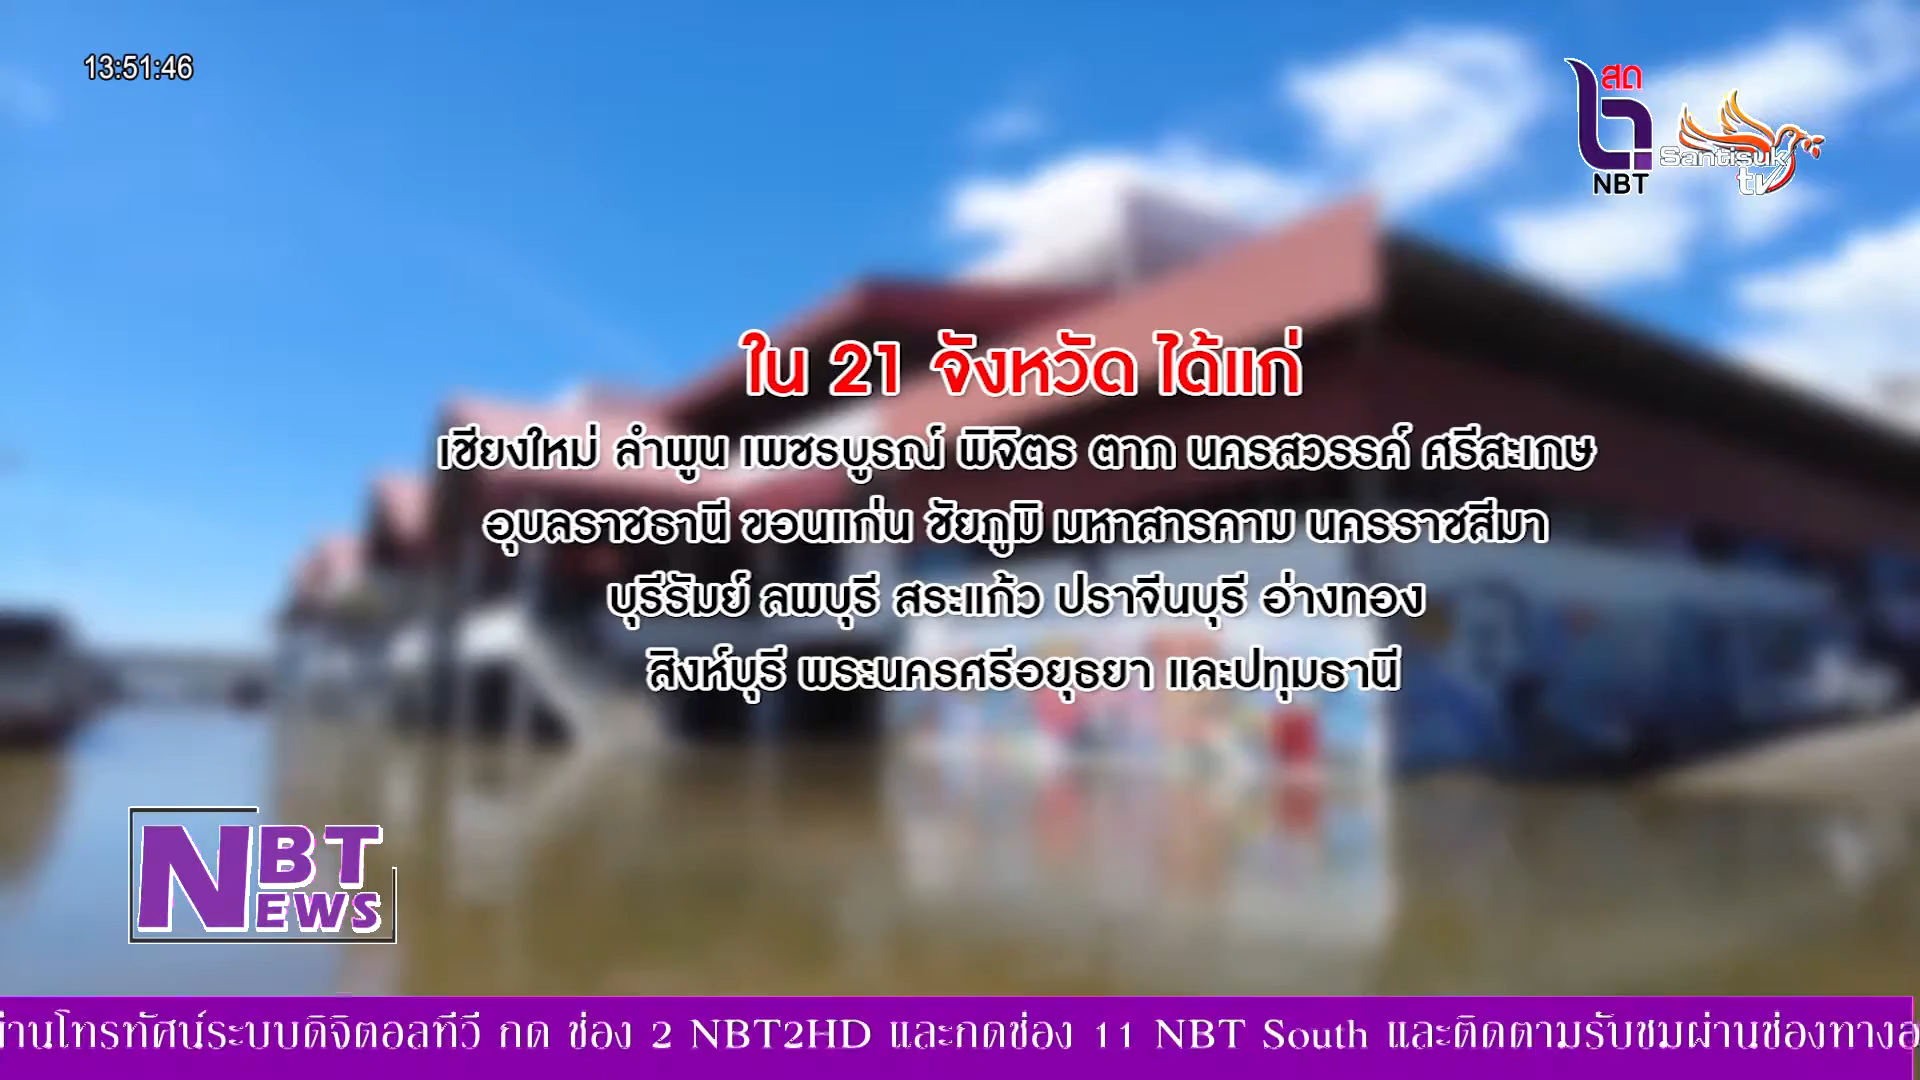 13:51:46
สด
NBT
Santisuk
tv
ใน 21 จังหวัด ได้แก่
เชียงใหม่ ลำพูน เพชรบูรณ์ พิจิตร ตาก นครสวรรค์ ศรีสะเกษ
อุบลราชธานี ขอนแก่น ชัยภูมิ มหาสารคาม นครราชสีมา
บุรีรัมย์ ลพบุรี สระแก้ว ปราจีนบุรี อ่างทอง
สิงห์บุรี พระนครศรีอยุธยา และปทุมธานี
NBT
NEWS
่านโทรทัศน์ระบบดิจิตอลทีวี กด ช่อง 2 NBT2HD และกดช่อง 11 NBT South และติดตามรับชมผ่านช่องทางอ